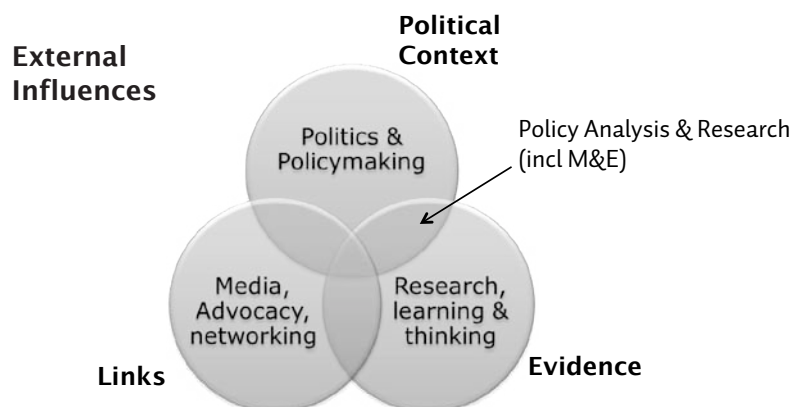 Political
Context
External
Influences
Politics &
Policymaking
Policy Analysis & Research
(incl M&E)
Media,
Advocacy,
networking
Research,
learning &
thinking
Links
Evidence